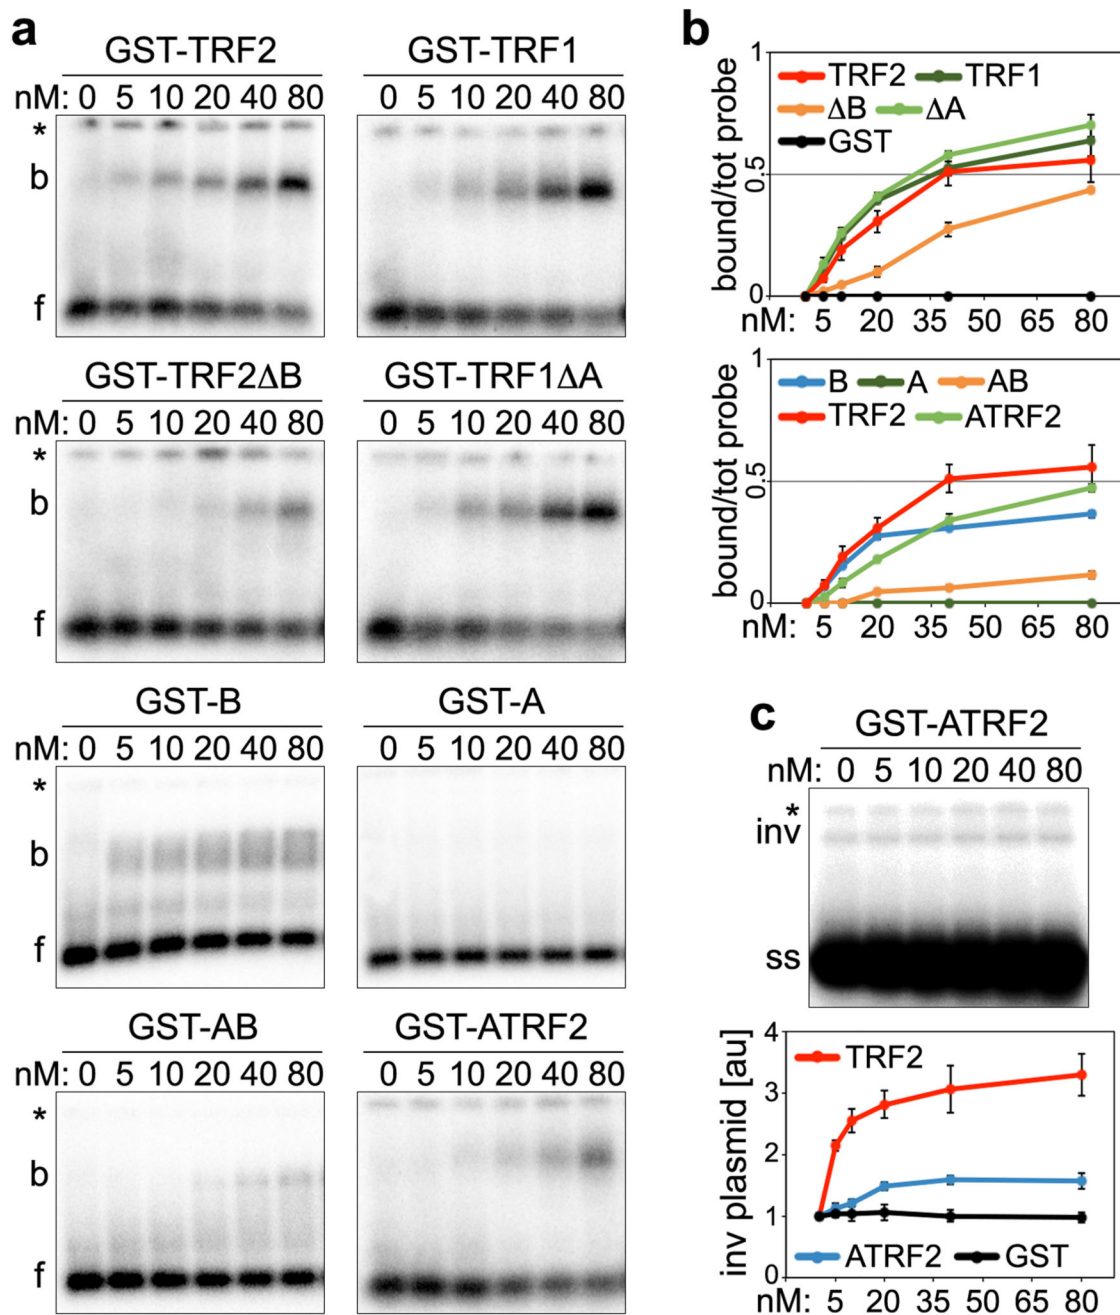 a
GST-TRF2
nM: 0 5 10 20 40 80
*
b
f
GST-TRF1
0 5 10 20 40 80
GST-TRF2ΔB
nM: 0 5 10 20 40 80
*
b
f
GST-TRF1ΔA
0 5 10 20 40 80
GST-B
nM: 0 5 10 20 40 80
*
b
f
GST-A
0 5 10 20 40 80
GST-AB
nM: 0 5 10 20 40 80
*
b
f
GST-ATRF2
0 5 10 20 40 80
b
bound/tot probe
1
0.5
0
TRF2 TRF1
ΔB ΔA
GST
nM: 5 20 35 50 65 80
bound/tot probe
1
0.5
0
B A AB
TRF2 ATRF2
nM: 5 20 35 50 65 80
c
GST-ATRF2
nM: 0 5 10 20 40 80
*
inv
ss
inv plasmid [au]
4
3
2
1
0
TRF2
ATRF2 GST
nM: 5 20 35 50 65 80